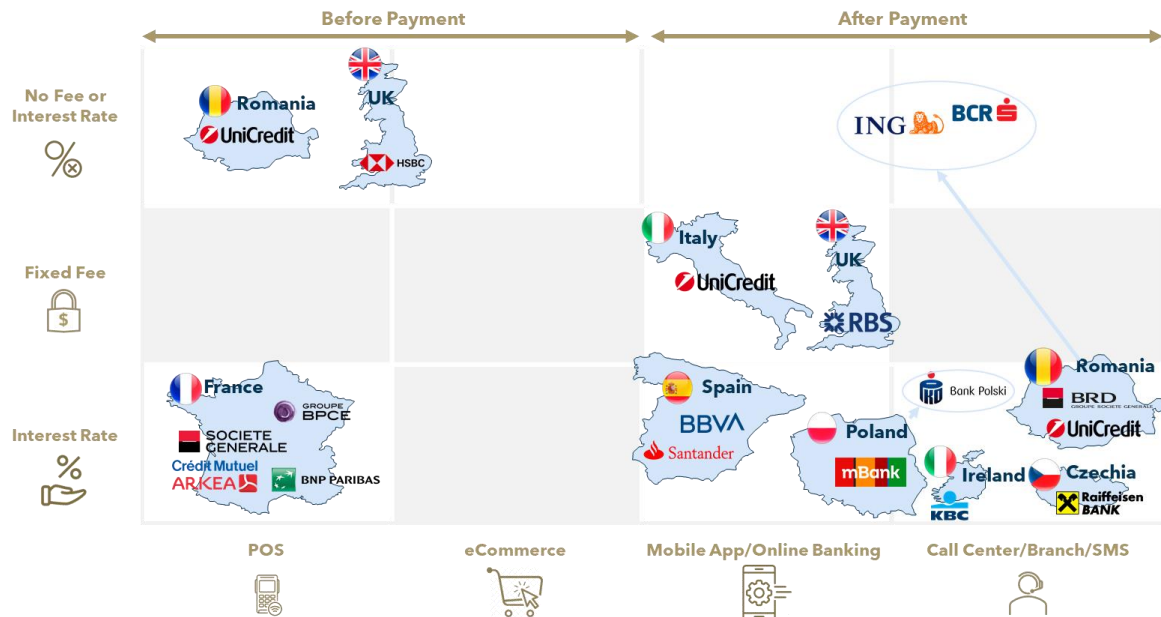 Before Payment
After Payment
No Fee or
Interest Rate
Romania
UniCredit
UK
HSBC
ING
BCR
Fixed Fee
$
Italy
UniCredit
UK
RBS
Interest Rate
France
GROUPE
BPCE
SOCIETE
GENERALE
Crédit Mutuel
ARKEA
BNP PARIBAS
Spain
BBVA
Santander
Poland
mBank
Bank Polski
Romania
BRD
GROUPE SOCIETE GENERALE
UniCredit
Ireland
KBC
Czechia
Raiffeisen
BANK
POS
eCommerce
Mobile App/Online Banking
Call Center/Branch/SMS